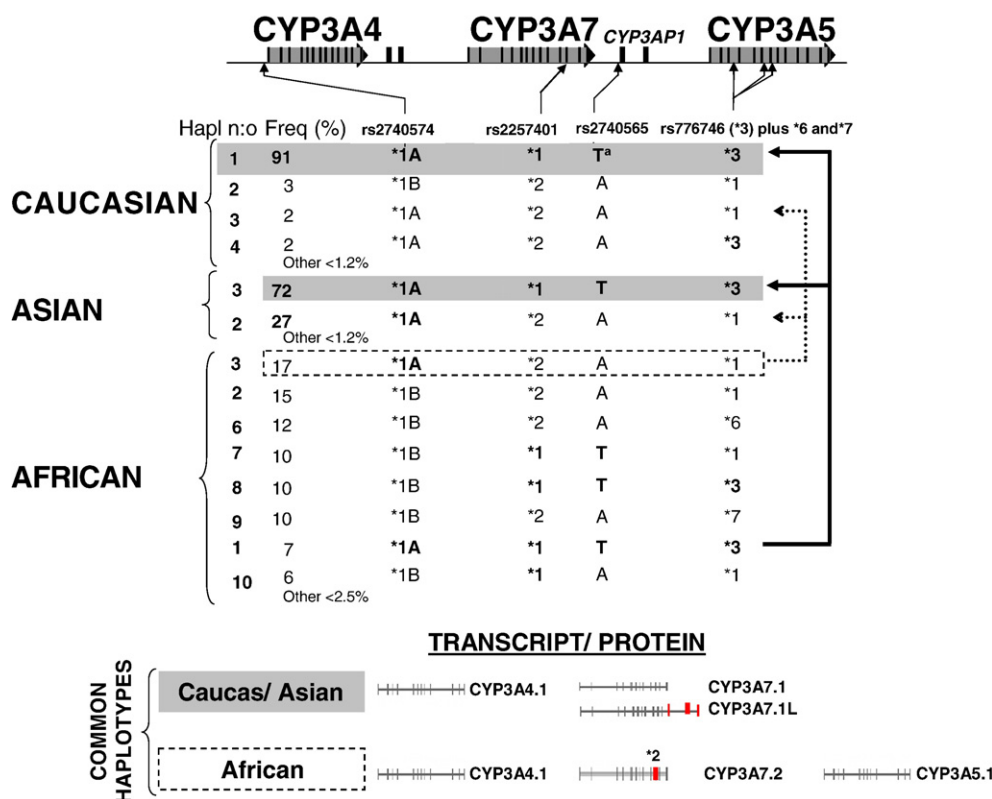 CYP3A4 CYP3A7 CYP3AP1 CYP3A5
Hapl n:o Freq (%) rs2740574 rs2257401 rs2740565 rs776746 (*3) plus *6 and*7
CAUCASIAN
1 91 *1A *1 Tª *3
2 3 *1B *2 A *1
3 2 *1A *2 A *1
4 2 *1A *2 A *3
Other <1.2%
ASIAN
3 72 *1A *1 T *3
2 27 *1A *2 A *1
Other <1.2%
AFRICAN
3 17 *1A *2 A *1
2 15 *1B *2 A *1
6 12 *1B *2 A *6
7 10 *1B *1 T *1
8 10 *1B *1 T *3
9 10 *1B *2 A *7
1 7 *1A *1 T *3
10 6 *1B *1 A *1
Other <2.5%
TRANSCRIPT/ PROTEIN
COMMON
HAPLOTYPES
Caucas/ Asian CYP3A4.1 CYP3A7.1
CYP3A7.1L
*2
African CYP3A4.1 CYP3A7.2 CYP3A5.1